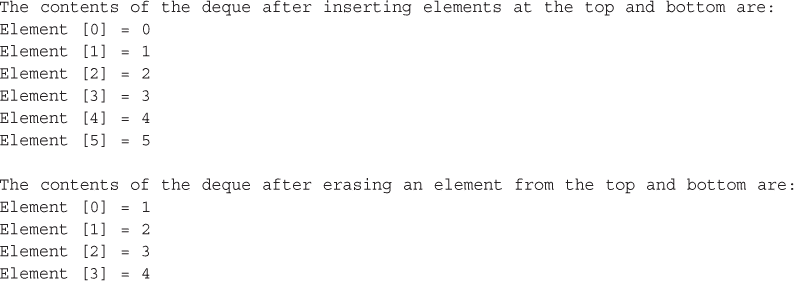 The contents of the deque after inserting elements at the top and bottom are:
Element [0] = 0
Element [1] = 1
Element [2] = 2
Element [3] = 3
Element [4] = 4
Element [5] = 5
The contents of the deque after erasing an element from the top and bottom are:
Element [0] = 1
Element [1] = 2
Element [2] = 3
Element [3] = 4